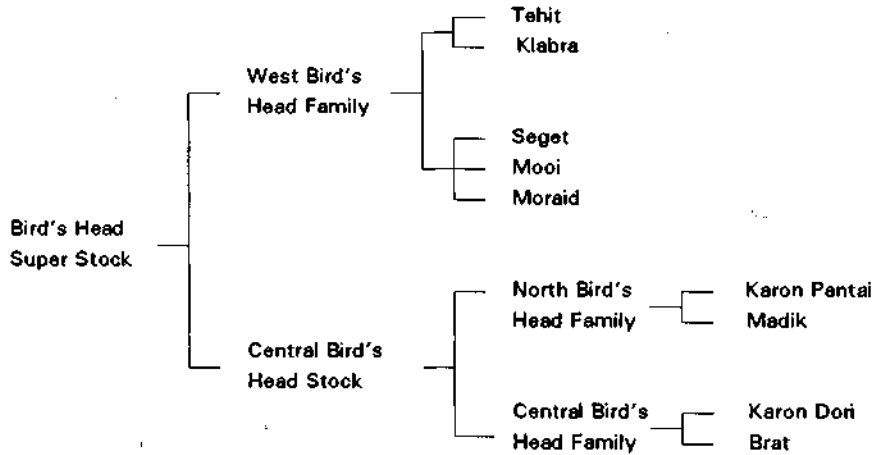 Tehit
Klabra
West Bird's
Head Family
Seget
Mooi
Moraid
Bird's Head
Super Stock
North Bird's
Head Family
Karon Pantai
Madik
Central Bird's
Head Stock
Central Bird's
Head Family
Karon Dori
Brat